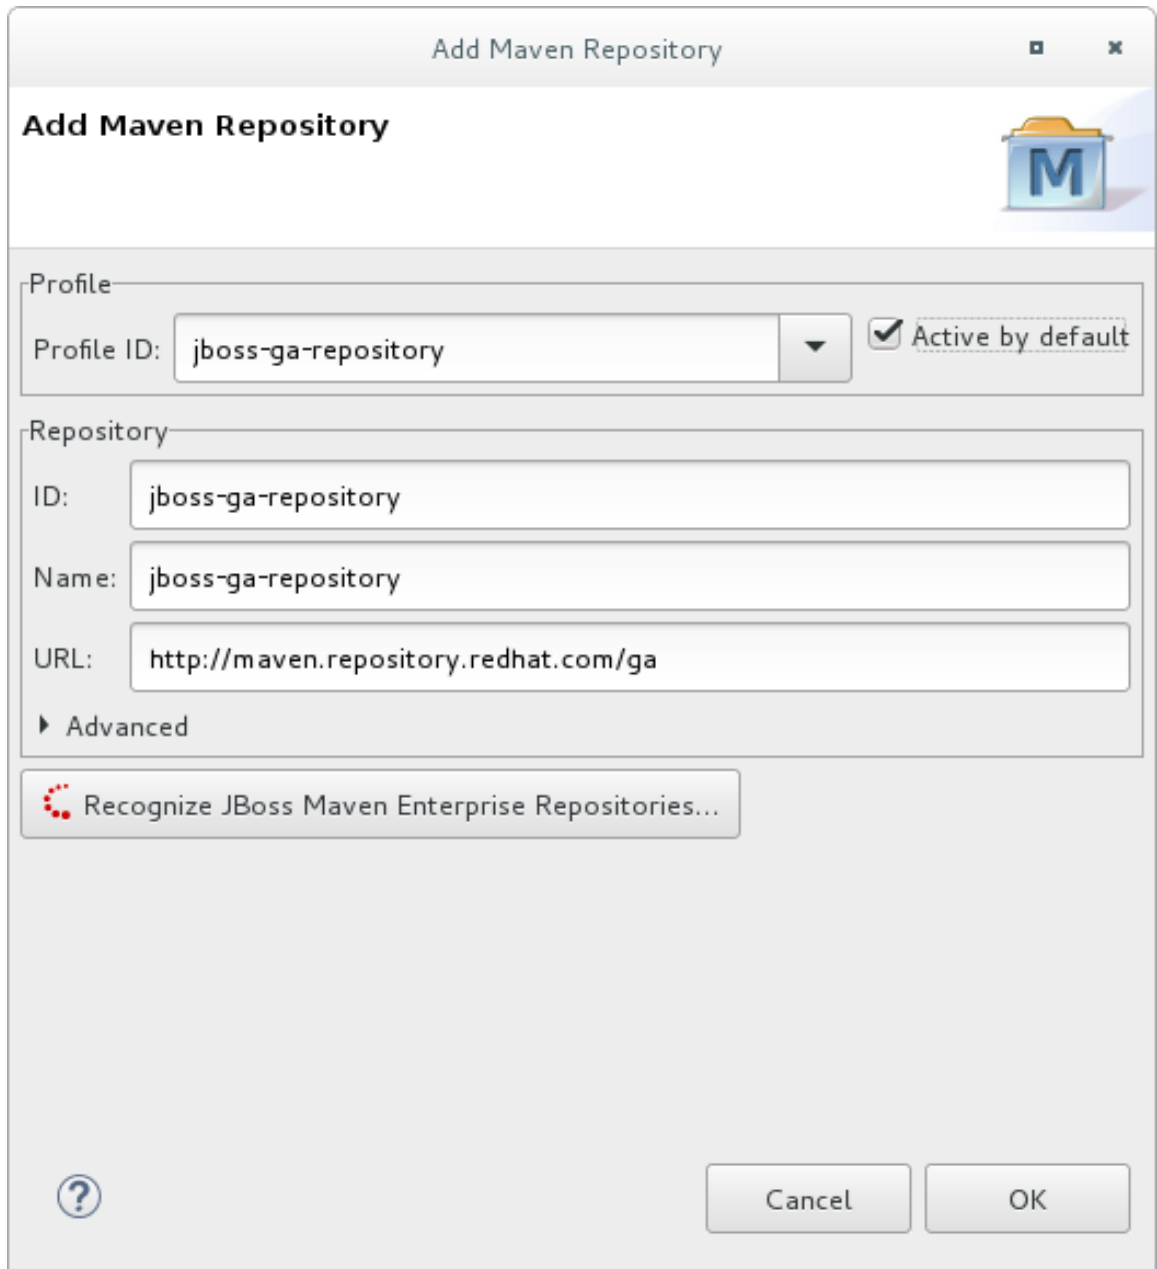 Add Maven Repository
Add Maven Repository
M
Profile
Profile ID: jboss-ga-repository Active by default
Repository
ID: jboss-ga-repository
Name: jboss-ga-repository
URL: http://maven.repository.redhat.com/ga
Advanced
Recognize JBoss Maven Enterprise Repositories...
? Cancel OK